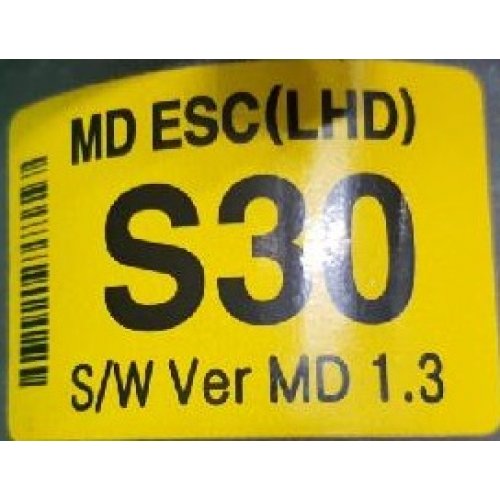 MD ESC(LHD)
S30
S/W Ver MD 1.3